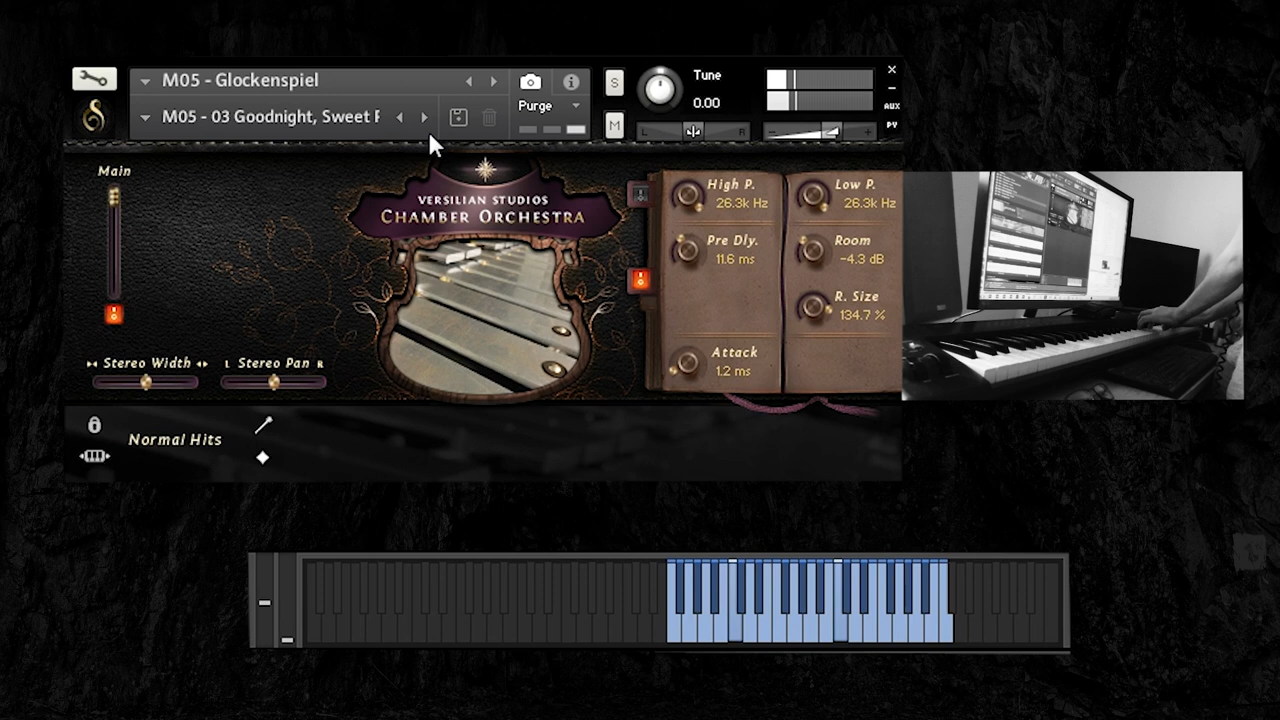 M05 - Glockenspiel
M05 - 03 Goodnight, Sweet P
Purge
S
M
Tune
0.00
L R
AUX
PV
Main
VERSILIAN STUDIOS
CHAMBER ORCHESTRA
Stereo Width
L Stereo Pan R
High P.
26.3k Hz
Low P.
26.3k Hz
Pre Dly.
11.6 ms
Room
-4.3 dB
R. Size
134.7 %
Attack
1.2 ms
Normal Hits